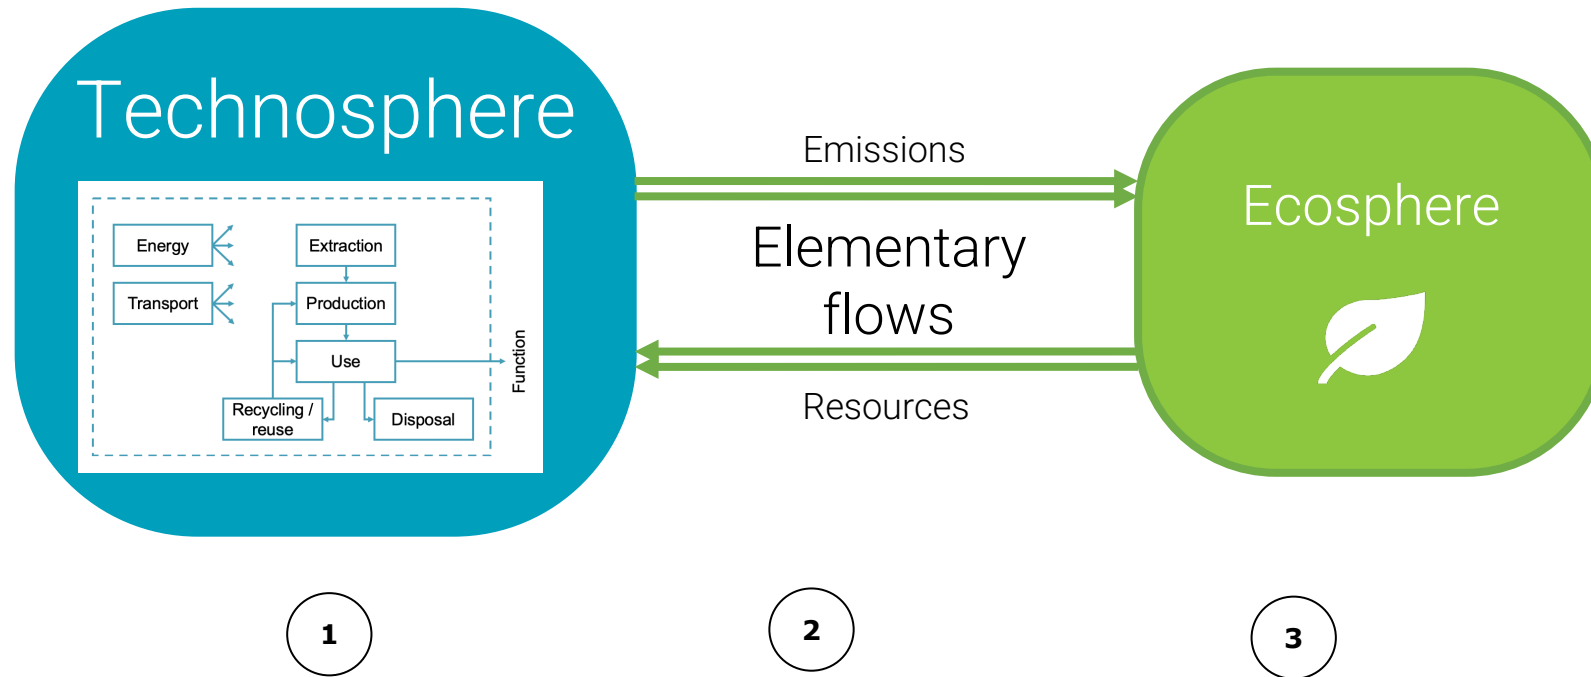 Technosphere
Energy
Extraction
Transport
Production
Use
Recycling /
reuse
Disposal
Function
Emissions
Elementary
flows
Resources
Ecosphere
1
2
3